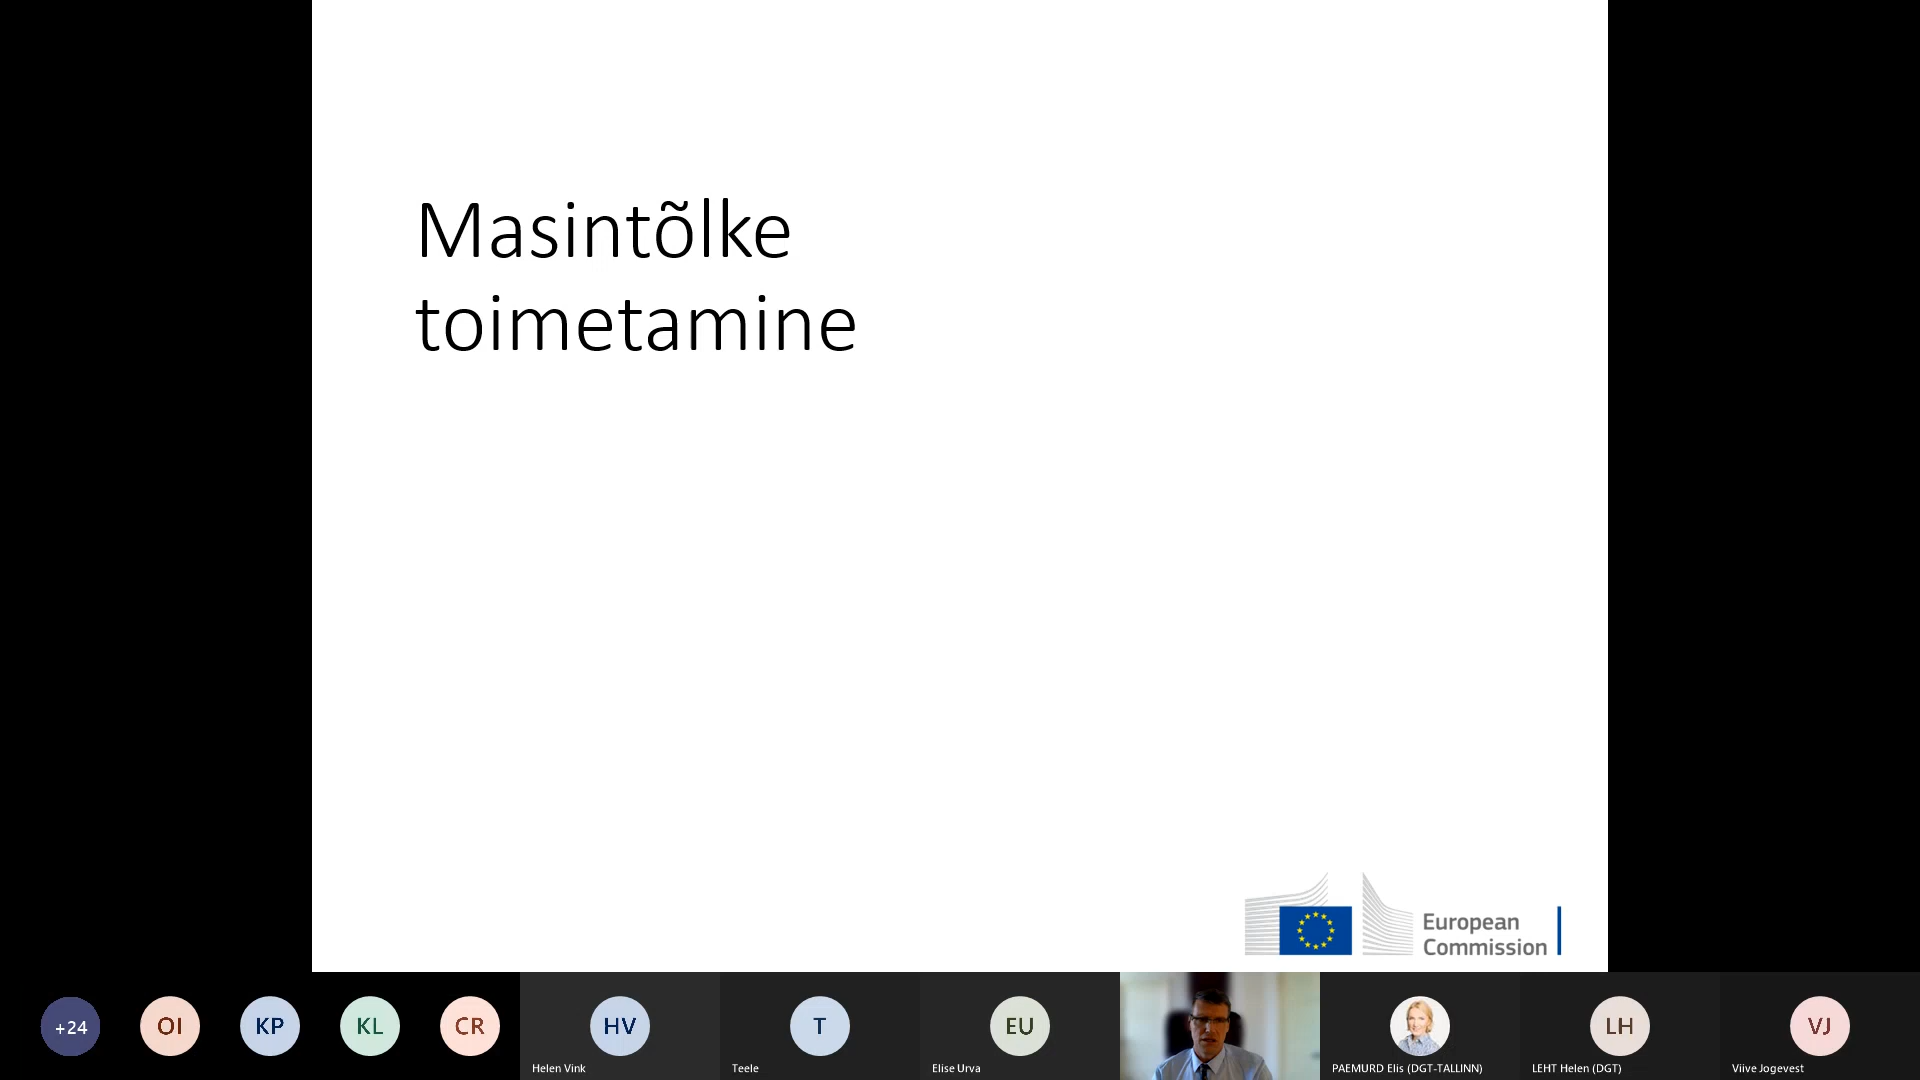 Masintõlke
toimetamine
European
Commission
+24
OI
KP
KL
CR
HV
T
EU
LH
VJ
Helen Vink
Teele
Elise Urva
PAEMURD Elis (DGT-TALLINN)
LEHT Helen (DGT)
Viive Jogevest